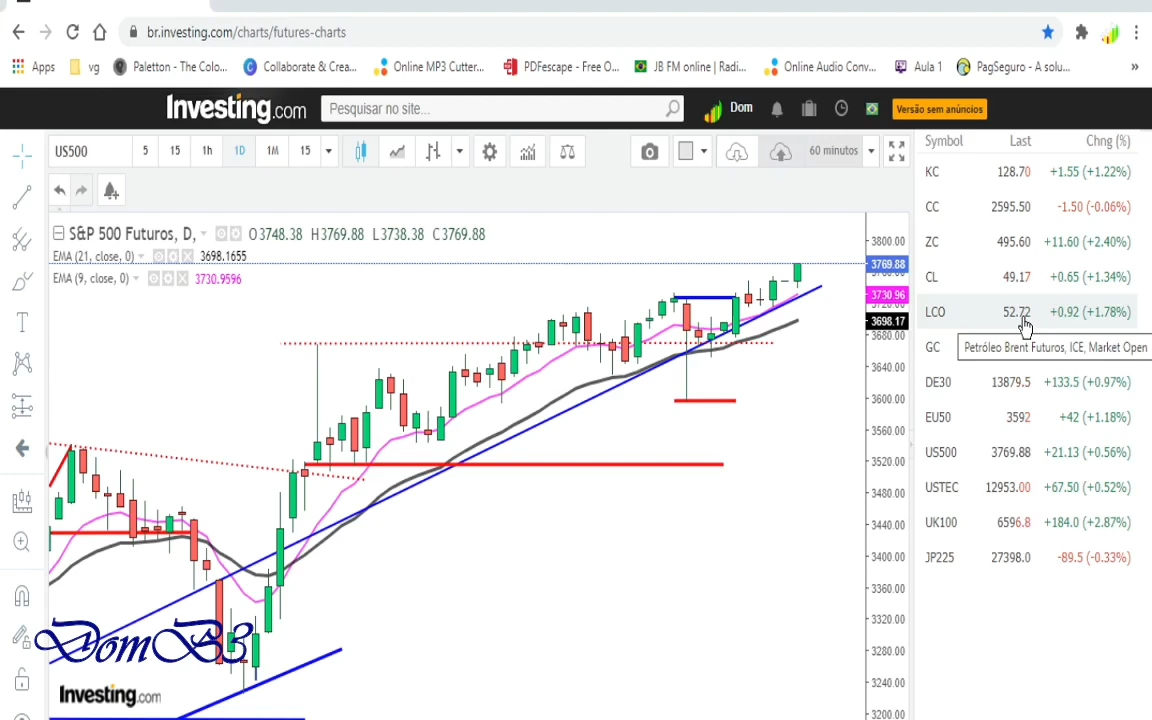 br.investing.com/charts/futures-charts
Apps vg Paletton - The Colo... Collaborate & Crea... Online MP3 Cutter... PDFescape - Free O... JB FM online | Radi... Online Audio Conv... Aula 1 PagSeguro - A solu... »
Investing.com Pesquisar no site... Dom Versão sem anúncios
US500 5 15 1h 1D 1M 15 60 minutos
Symbol Last Chng (%)
S&P 500 Futuros, D, O3748.38 H3769.88 L3738.38 C3769.88
EMA (21, close, 0) 3698.1655
EMA (9, close, 0) 3730.9596
3800.00
3769.88
3760.00
3730.96
3720.00
3698.17
3680.00
3640.00
3600.00
3560.00
3520.00
3480.00
3440.00
3400.00
3360.00
3320.00
3280.00
3240.00
3200.00
KC 128.70 +1.55 (+1.22%)
CC 2595.50 -1.50 (-0.06%)
ZC 495.60 +11.60 (+2.40%)
CL 49.17 +0.65 (+1.34%)
LCO 52.72 +0.92 (+1.78%)
GC Petróleo Brent Futuros, ICE, Market Open
DE30 13879.5 +133.5 (+0.97%)
EU50 3592 +42 (+1.18%)
US500 3769.88 +21.13 (+0.56%)
USTEC 12953.00 +67.50 (+0.52%)
UK100 6596.8 +184.0 (+2.87%)
JP225 27398.0 -89.5 (-0.33%)
DomB3
Investing.com